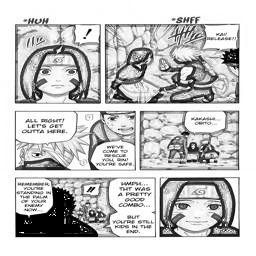 *HUH
!
*SHFF
KAI!
RELEASE!!
ALL RIGHT!
LET'S GET
OUTTA HERE.
WE'VE
COME TO
RESCUE
YOU, RIN!
YOU'RE SAFE.
KAKASHI...
OBITO...
REMEMBER,
YOU'RE
STANDING
IN THE PALM
OF YOUR
ENEMY
NOW...
!!
HMPH...
THAT WAS A
PRETTY
GOOD
COMBO...
BUT
YOU'RE STILL
KIDS IN THE
END.